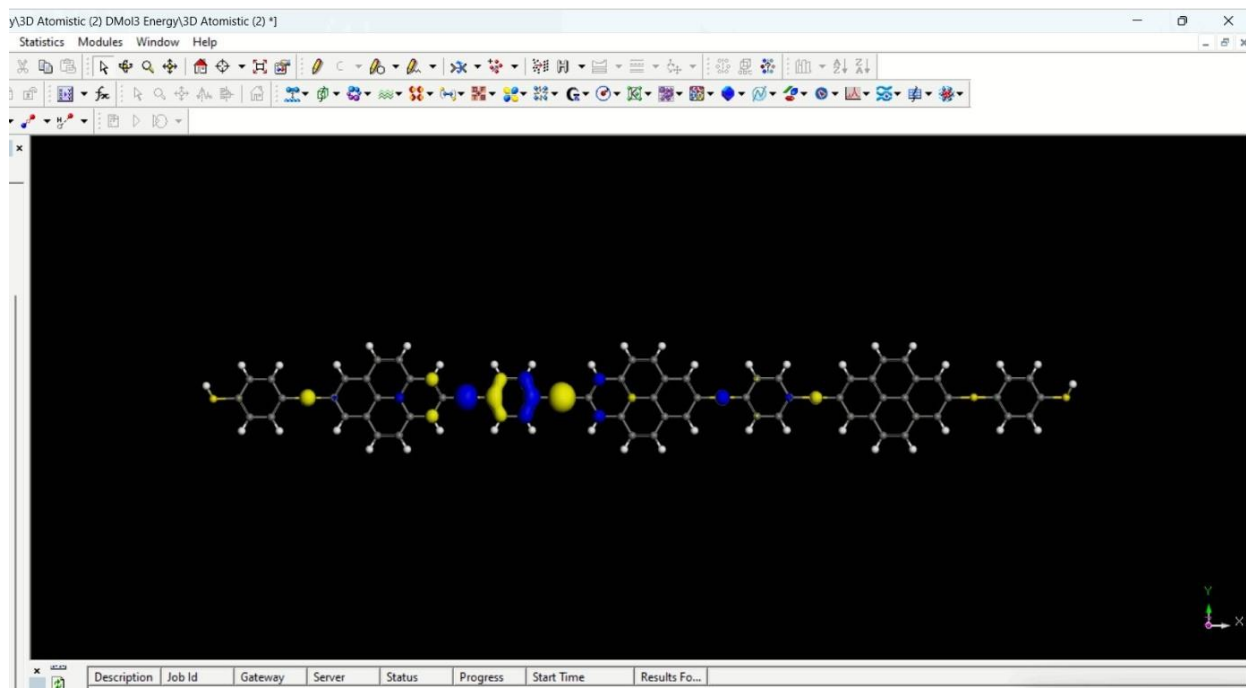 y\3D Atomistic (2) DMol3 Energy\3D Atomistic (2) *]
Statistics Modules Window Help
Y
X
Description Job Id Gateway Server Status Progress Start Time Results Fo...